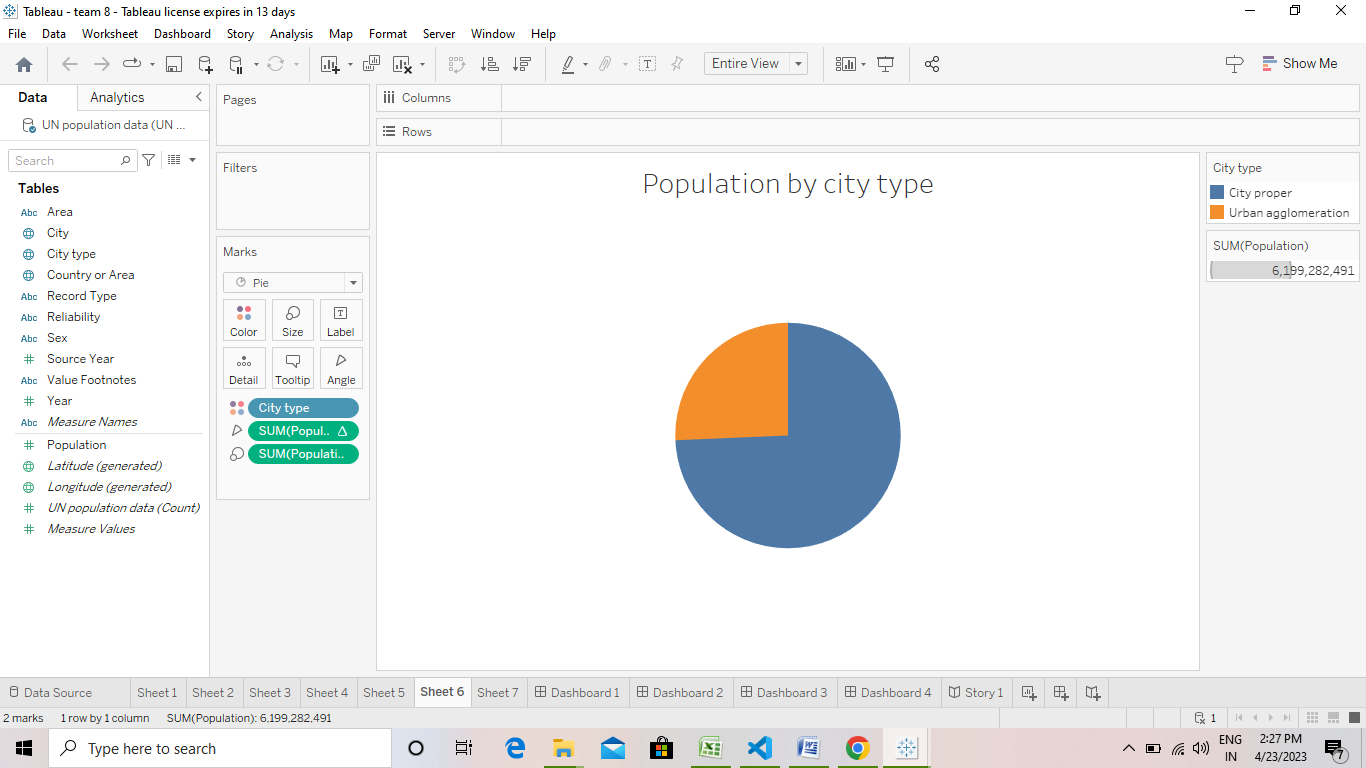 Tableau - team 8 - Tableau license expires in 13 days
File Data Worksheet Dashboard Story Analysis Map Format Server Window Help
Entire View
Show Me
Data Analytics
UN population data (UN ...
Search
Tables
Abc Area
City
City type
Country or Area
Abc Record Type
Abc Reliability
Abc Sex
Source Year
Abc Value Footnotes
Year
Abc Measure Names
Population
Latitude (generated)
Longitude (generated)
UN population data (Count)
Measure Values
Pages
Filters
Marks
Pie
Color Size Label
Detail Tooltip Angle
City type
SUM(Popul..
SUM(Populati..
Columns
Rows
Population by city type
City type
City proper
Urban agglomeration
SUM(Population)
6,199,282,491
Data Source Sheet 1 Sheet 2 Sheet 3 Sheet 4 Sheet 5 Sheet 6 Sheet 7 Dashboard 1 Dashboard 2 Dashboard 3 Dashboard 4 Story 1
2 marks 1 row by 1 column SUM(Population): 6,199,282,491 1
Type here to search
ENG
IN
2:27 PM
4/23/2023
7